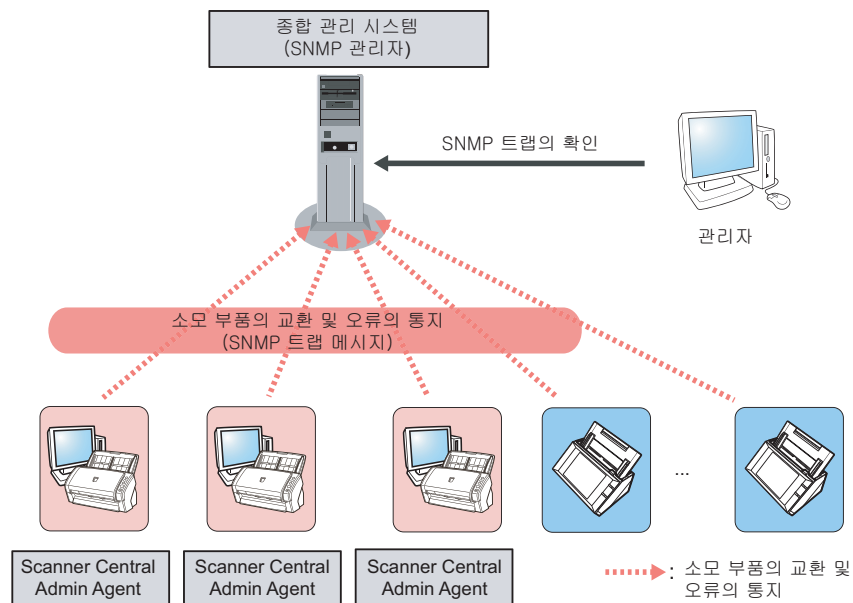 종합 관리 시스템
(SNMP 관리자)
SNMP 트랩의 확인
관리자
소모 부품의 교환 및 오류의 통지
(SNMP 트랩 메시지)
...
Scanner Central
Admin Agent
Scanner Central
Admin Agent
Scanner Central
Admin Agent
: 소모 부품의 교환 및
오류의 통지